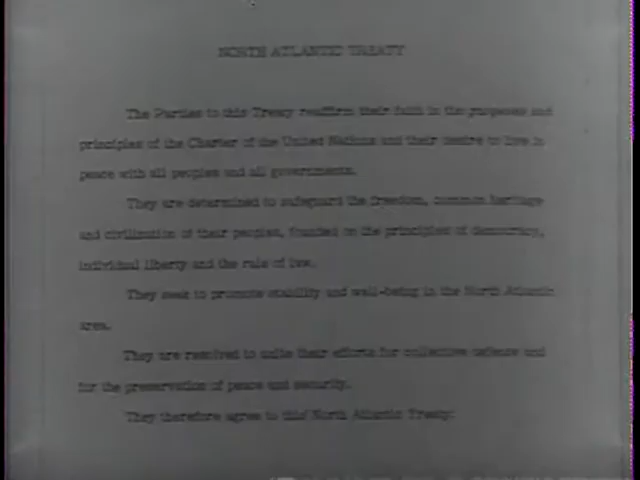 NORTH ATLANTIC TREATY
The Parties to this Treaty reaffirm their faith in the purposes and
principles of the Charter of the United Nations and their desire to live in
peace with all peoples and all governments.
They are determined to safeguard the freedom, common heritage
and civilization of their peoples, founded on the principles of democracy,
individual liberty and the rule of law.
They seek to promote stability and well-being in the North Atlantic
area.
They are resolved to unite their efforts for collective defense and
for the preservation of peace and security.
They therefore agree to this North Atlantic Treaty: